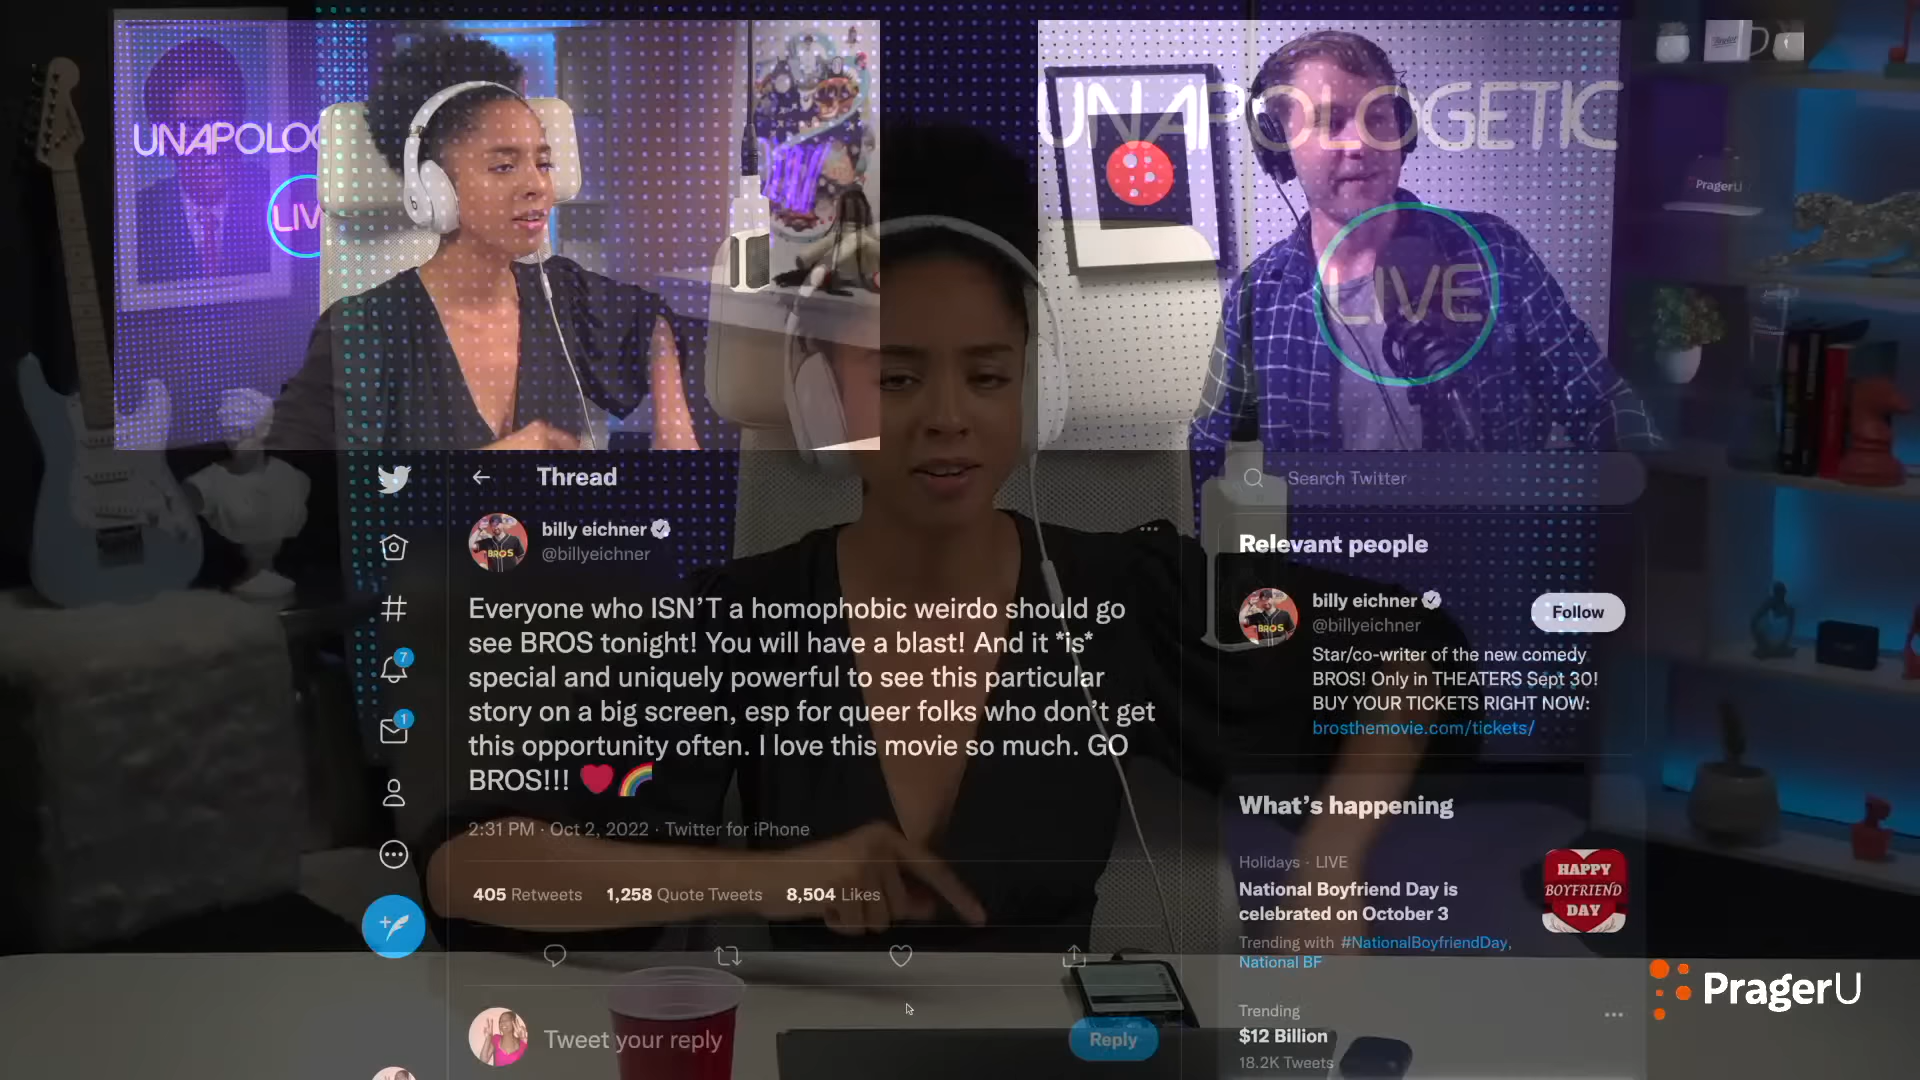 UNAPOLOG
LIV
UNAPOLOGETIC
LIVE
PragerU
Thread
Search Twitter
billy eichner
@billyeichner
BROS
Everyone who ISN'T a homophobic weirdo should go
see BROS tonight! You will have a blast! And it *is*
special and uniquely powerful to see this particular
story on a big screen, esp for queer folks who don't get
this opportunity often. I love this movie so much. GO
BROS!!! ❤️🌈
2:31 PM · Oct 2, 2022 · Twitter for iPhone
405 Retweets 1,258 Quote Tweets 8,504 Likes
Tweet your reply
Reply
7
1
Relevant people
billy eichner
@billyeichner
BROS
Follow
Star/co-writer of the new comedy
BROS! Only in THEATERS Sept 30!
BUY YOUR TICKETS RIGHT NOW:
brosthemovie.com/tickets/
What's happening
Holidays · LIVE
National Boyfriend Day is
celebrated on October 3
Trending with #NationalBoyfriendDay,
National BF
HAPPY
BOYFRIEND
DAY
Trending
$12 Billion
18.2K Tweets
PragerU